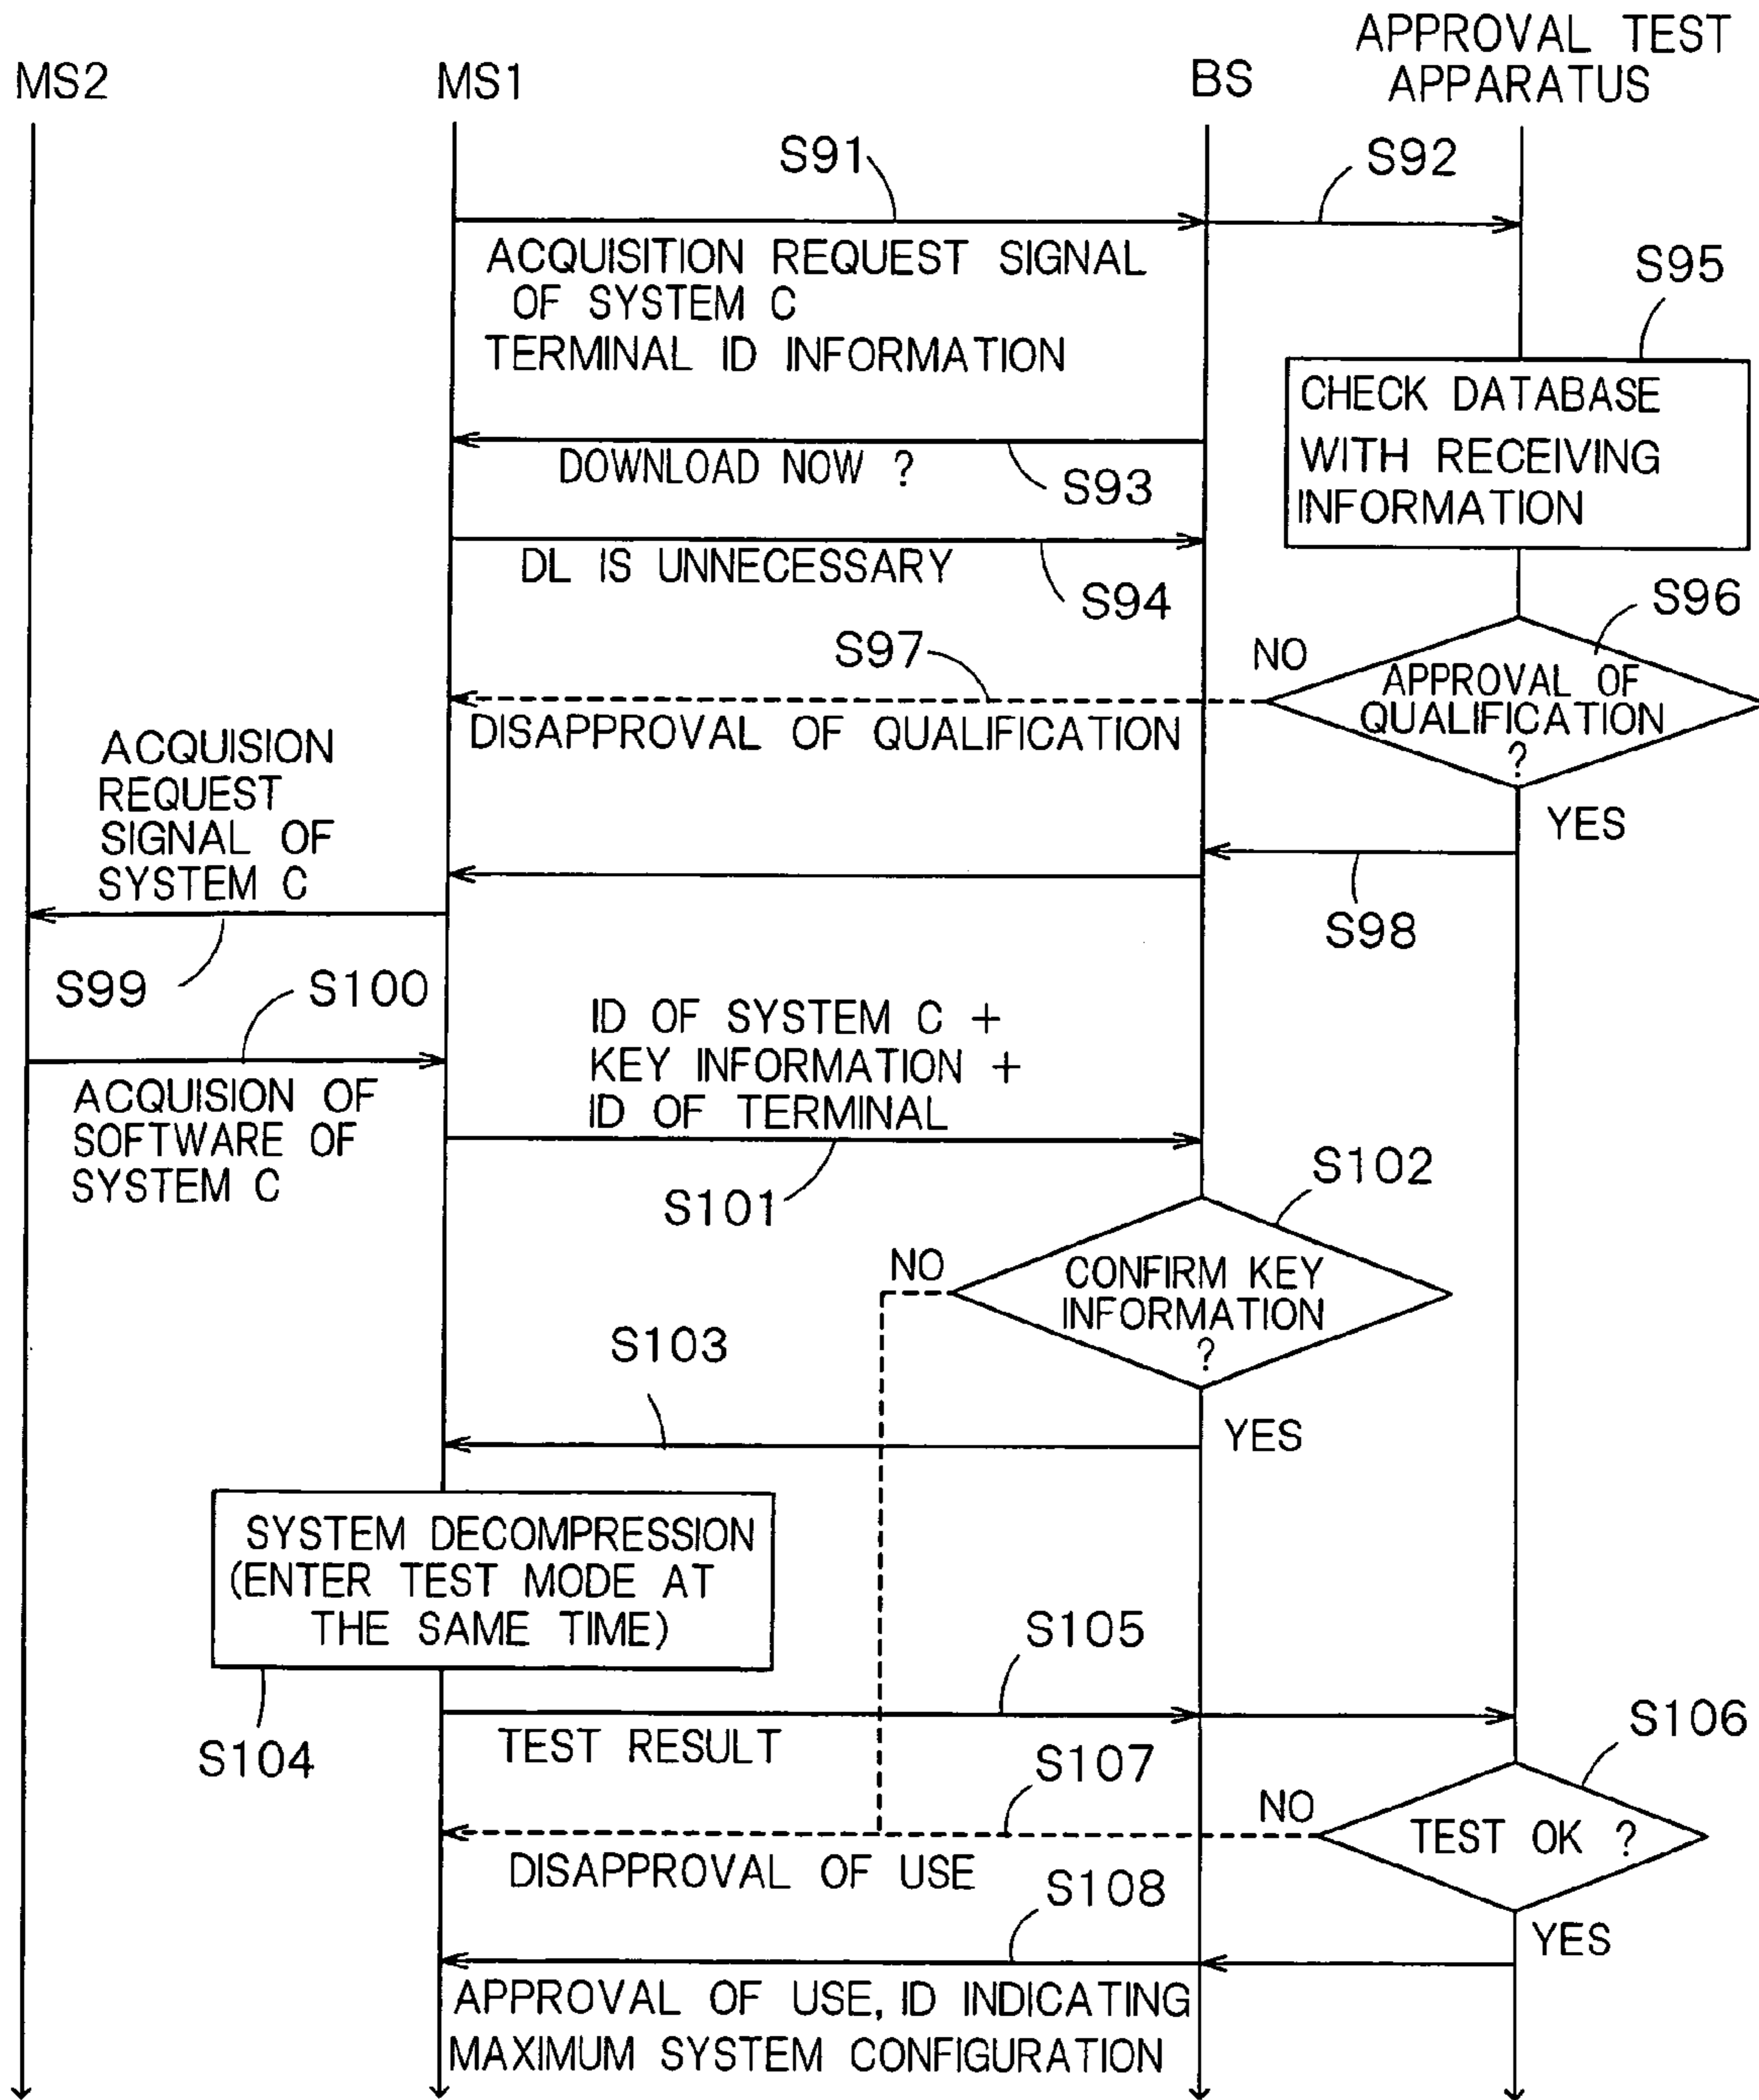 APPROVAL TEST
APPARATUS
MS2
MS1
BS
S91
S92
ACQUISITION REQUEST SIGNAL
OF SYSTEM C
TERMINAL ID INFORMATION
S95
CHECK DATABASE
WITH RECEIVING
INFORMATION
DOWNLOAD NOW ?
S93
DL IS UNNECESSARY
S94
S96
S97
NO
APPROVAL OF
QUALIFICATION
?
DISAPPROVAL OF QUALIFICATION
YES
ACQUISION
REQUEST
SIGNAL OF
SYSTEM C
S98
S99
S100
ID OF SYSTEM C +
KEY INFORMATION +
ID OF TERMINAL
ACQUISION OF
SOFTWARE OF
SYSTEM C
S101
S102
NO
CONFIRM KEY
INFORMATION
?
S103
YES
SYSTEM DECOMPRESSION
(ENTER TEST MODE AT
THE SAME TIME)
S104
S105
TEST RESULT
S106
S107
NO
TEST OK ?
DISAPPROVAL OF USE
S108
YES
APPROVAL OF USE, ID INDICATING
MAXIMUM SYSTEM CONFIGURATION